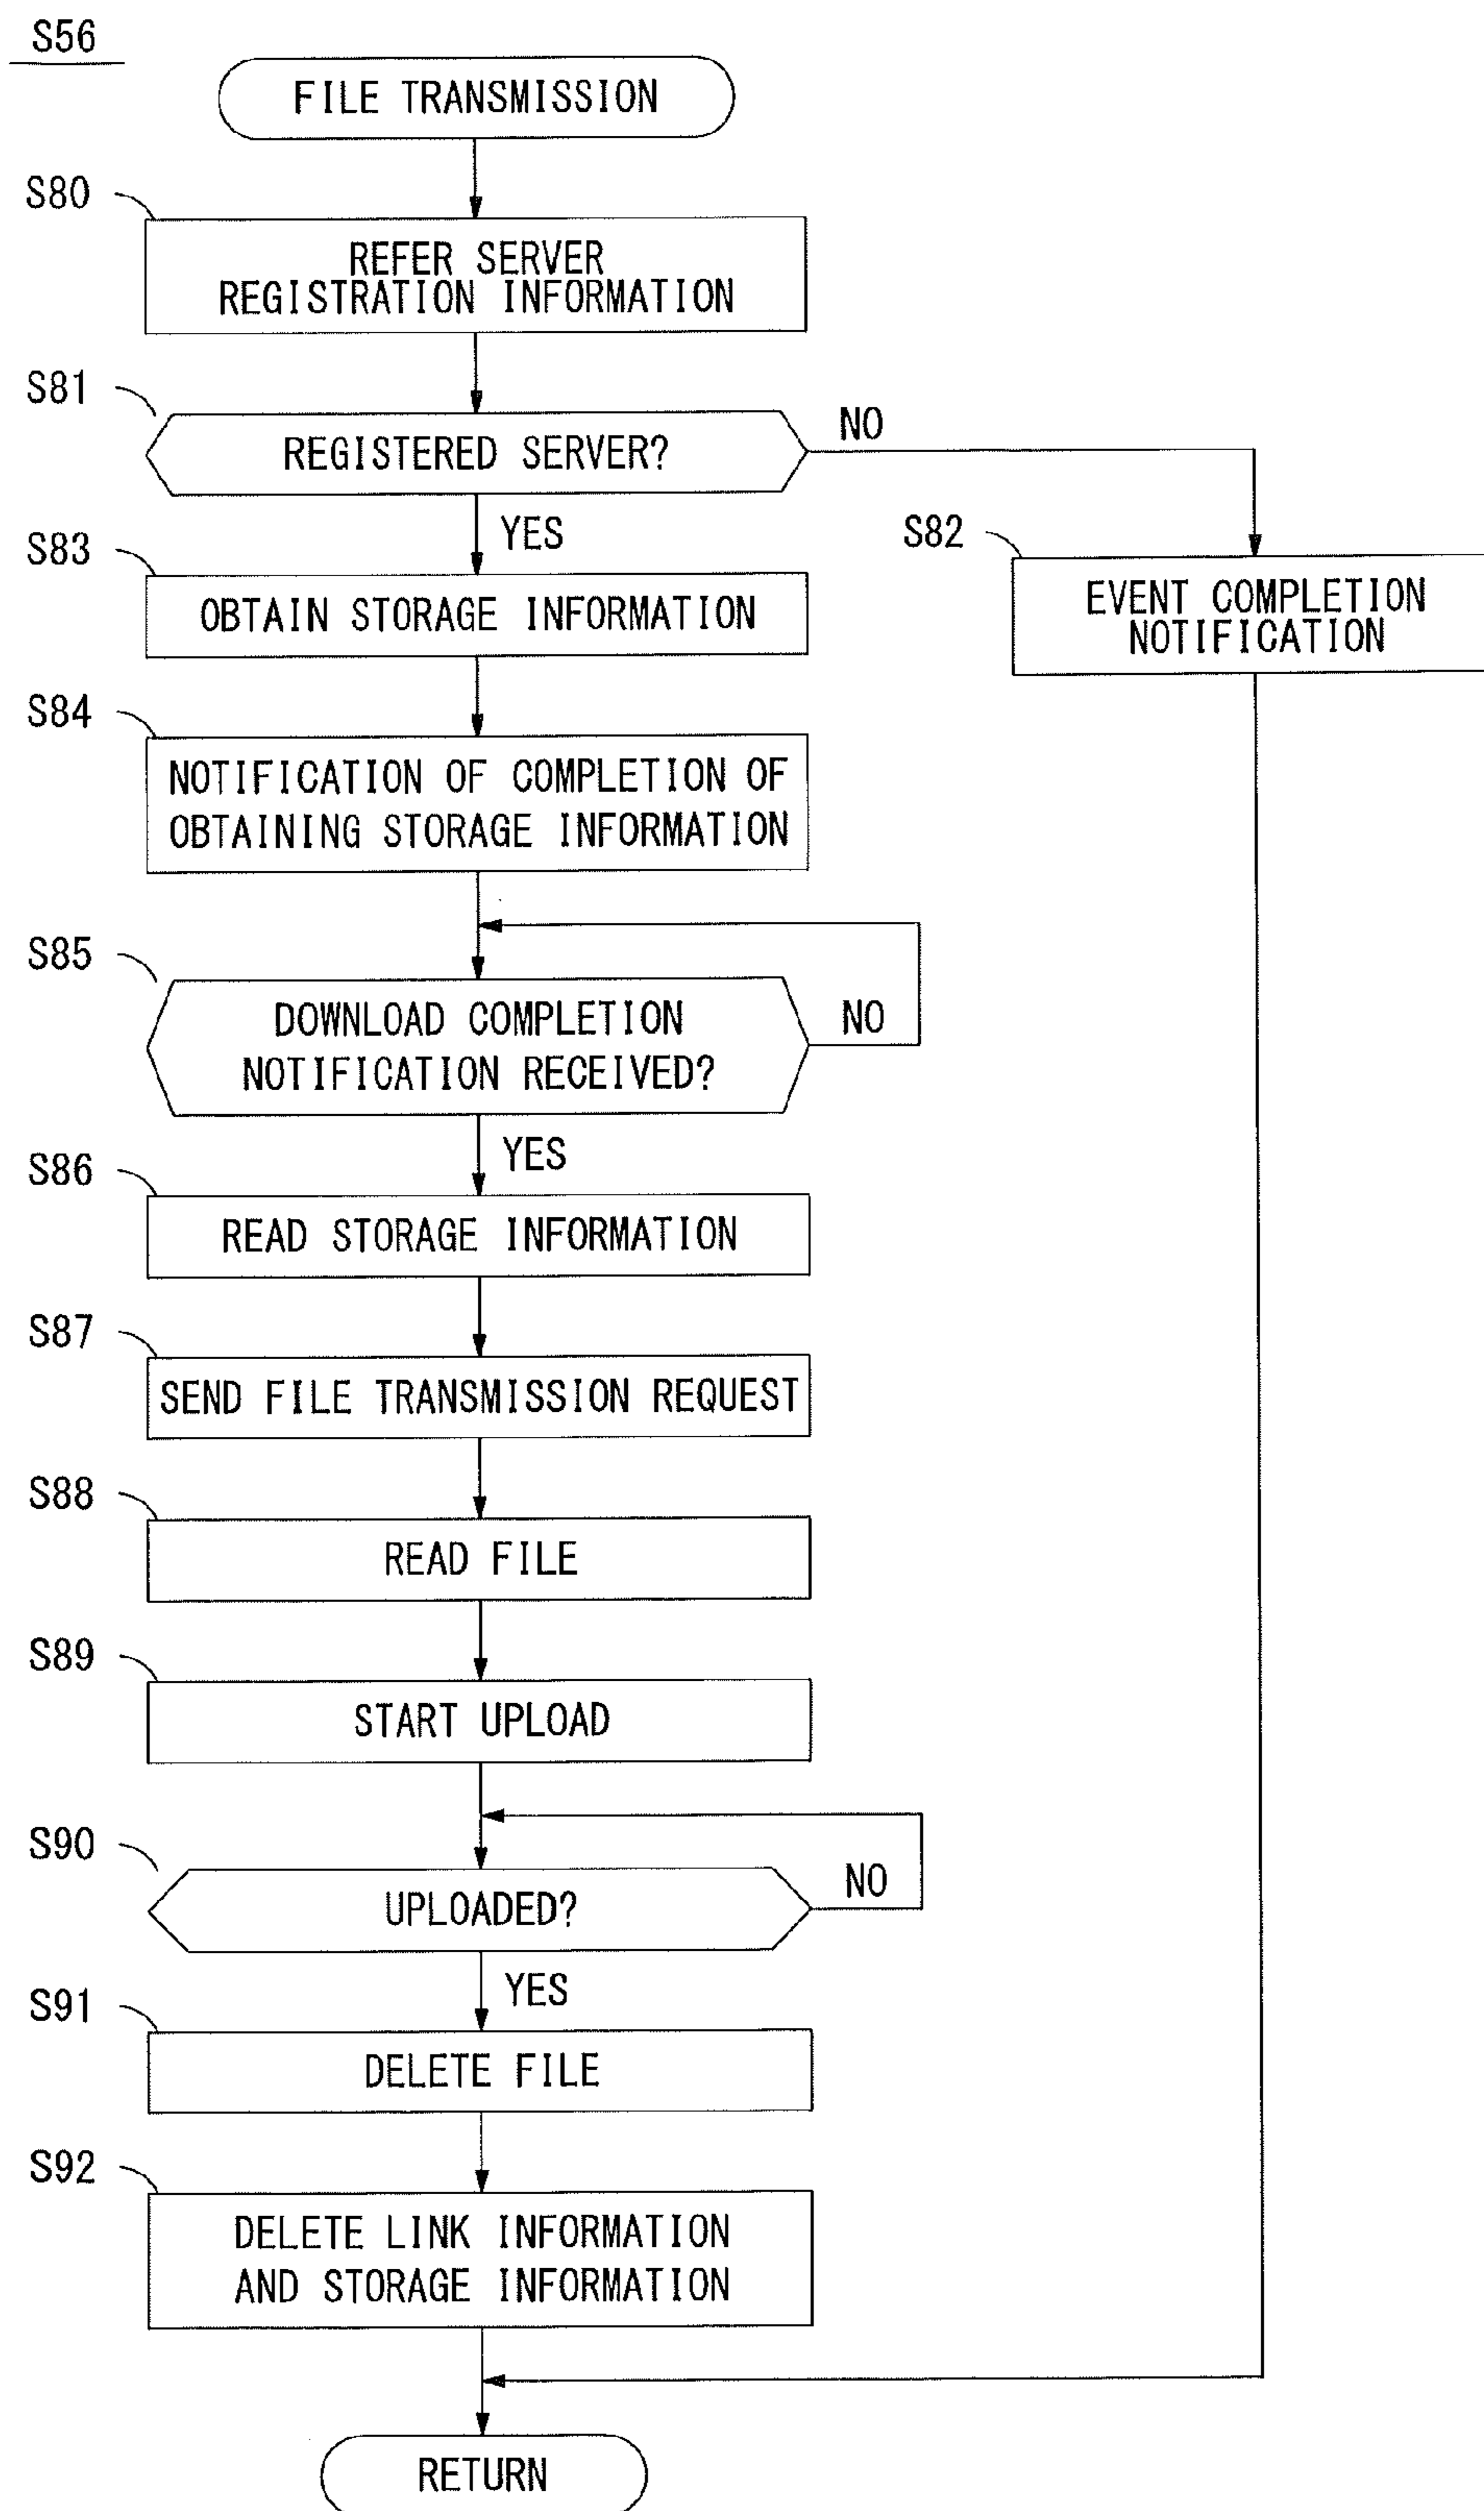 S56
FILE TRANSMISSION
S80
REFER SERVER
REGISTRATION INFORMATION
S81
REGISTERED SERVER?
NO
YES
S82
EVENT COMPLETION
NOTIFICATION
S83
OBTAIN STORAGE INFORMATION
S84
NOTIFICATION OF COMPLETION OF
OBTAINING STORAGE INFORMATION
S85
DOWNLOAD COMPLETION
NOTIFICATION RECEIVED?
NO
YES
S86
READ STORAGE INFORMATION
S87
SEND FILE TRANSMISSION REQUEST
S88
READ FILE
S89
START UPLOAD
S90
UPLOADED?
NO
YES
S91
DELETE FILE
S92
DELETE LINK INFORMATION
AND STORAGE INFORMATION
RETURN